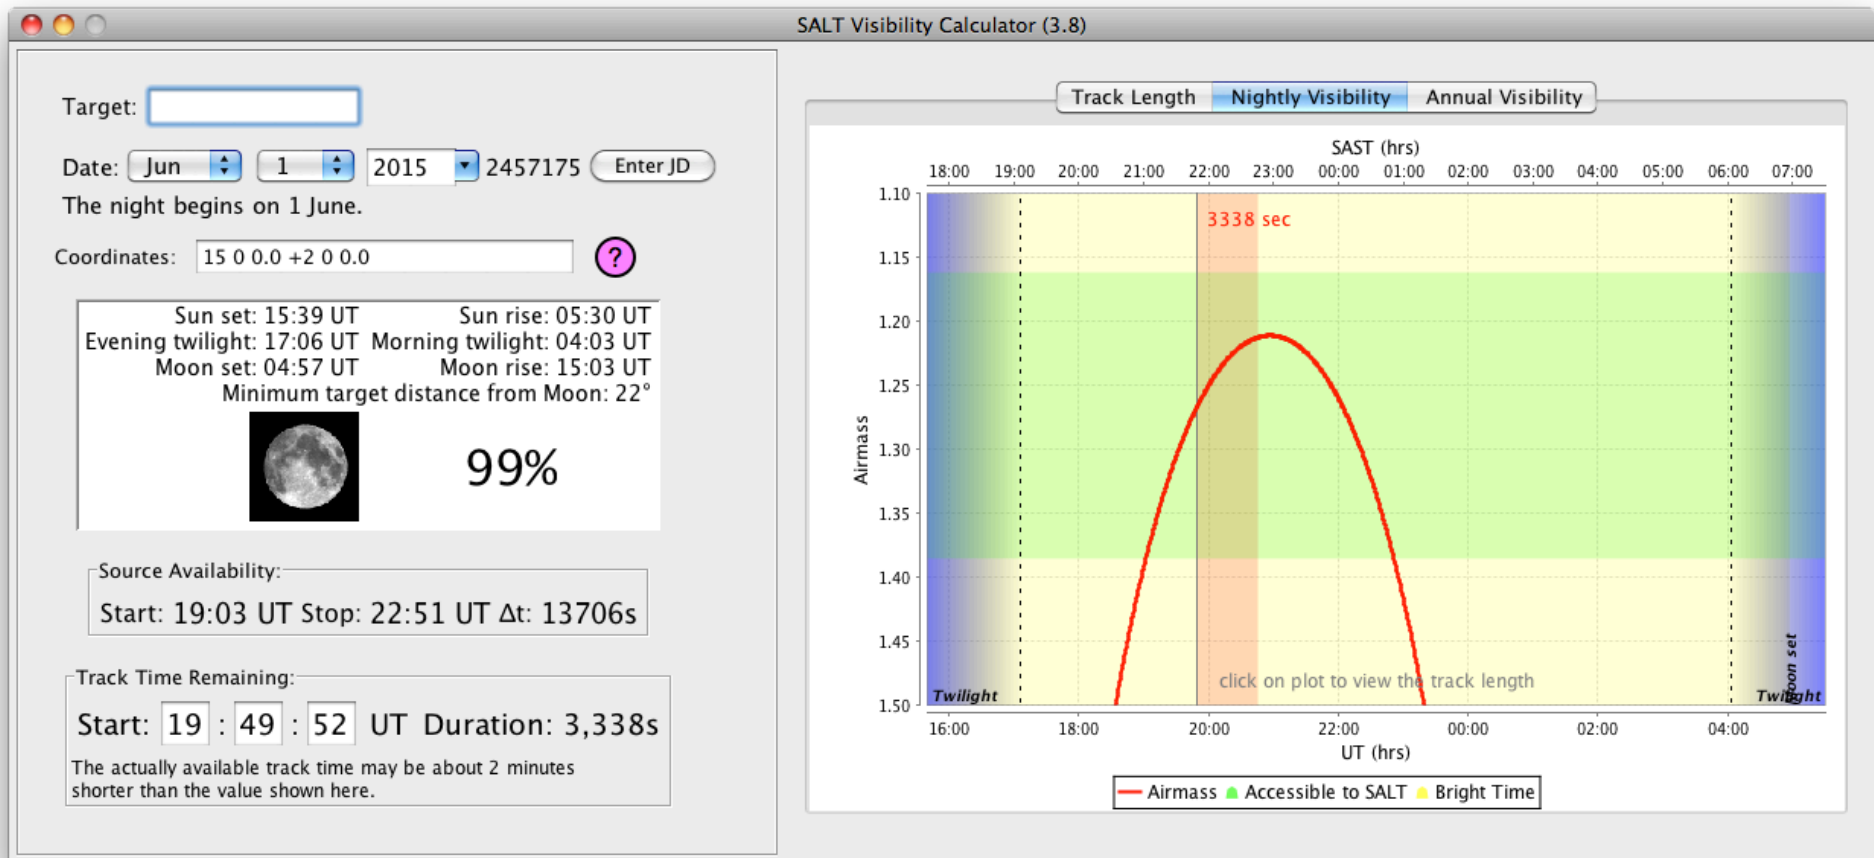 SALT Visibility Calculator (3.8)
Target:
Date: Jun 1 2015 2457175 Enter JD
The night begins on 1 June.
Coordinates: 15 0 0.0 +2 0 0.0 ?
Sun set: 15:39 UT Sun rise: 05:30 UT
Evening twilight: 17:06 UT Morning twilight: 04:03 UT
Moon set: 04:57 UT Moon rise: 15:03 UT
Minimum target distance from Moon: 22°
99%
Source Availability:
Start: 19:03 UT Stop: 22:51 UT Δt: 13706s
Track Time Remaining:
Start: 19 : 49 : 52 UT Duration: 3,338s
The actually available track time may be about 2 minutes
shorter than the value shown here.
Track Length Nightly Visibility Annual Visibility
SAST (hrs)
18:00 19:00 20:00 21:00 22:00 23:00 00:00 01:00 02:00 03:00 04:00 05:00 06:00 07:00
1.10
3338 sec
1.15
1.20
1.25
1.30
1.35
1.40
1.45
1.50
Airmass
click on plot to view the track length
Twilight
Twilight
Moon set
16:00 18:00 20:00 22:00 00:00 02:00 04:00
UT (hrs)
Airmass Accessible to SALT Bright Time